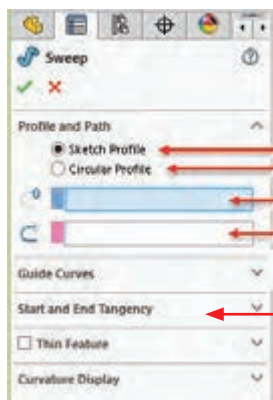 Sweep
Profile and Path
Sketch Profile
Circular Profile
Guide Curves
Start and End Tangency
Thin Feature
Curvature Display